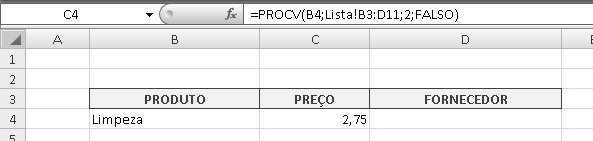 C4 fx =PROCV(B4;Lista!B3:D11;2;FALSO)
A B C D E
1
2
3 PRODUTO PREÇO FORNECEDOR
4 Limpeza 2,75
5